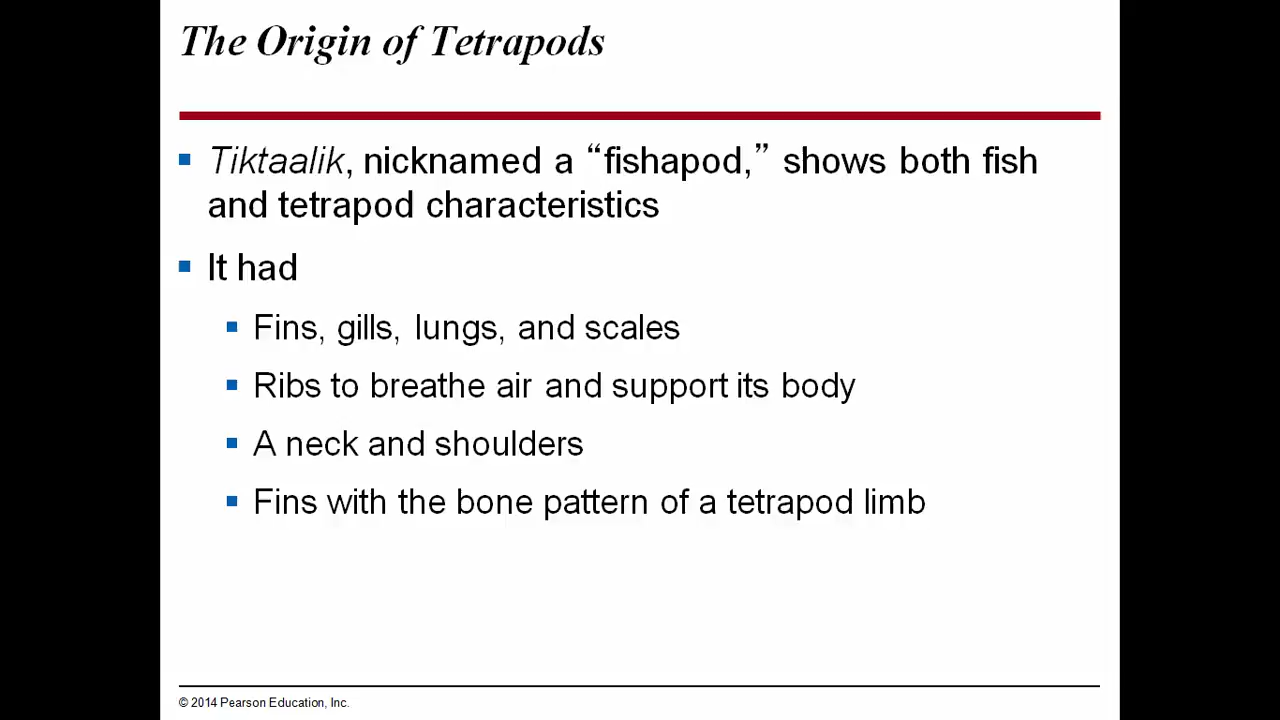 The Origin of Tetrapods
▪ Tiktaalik, nicknamed a “fishapod,” shows both fish
and tetrapod characteristics
▪ It had
▪ Fins, gills, lungs, and scales
▪ Ribs to breathe air and support its body
▪ A neck and shoulders
▪ Fins with the bone pattern of a tetrapod limb
© 2014 Pearson Education, Inc.